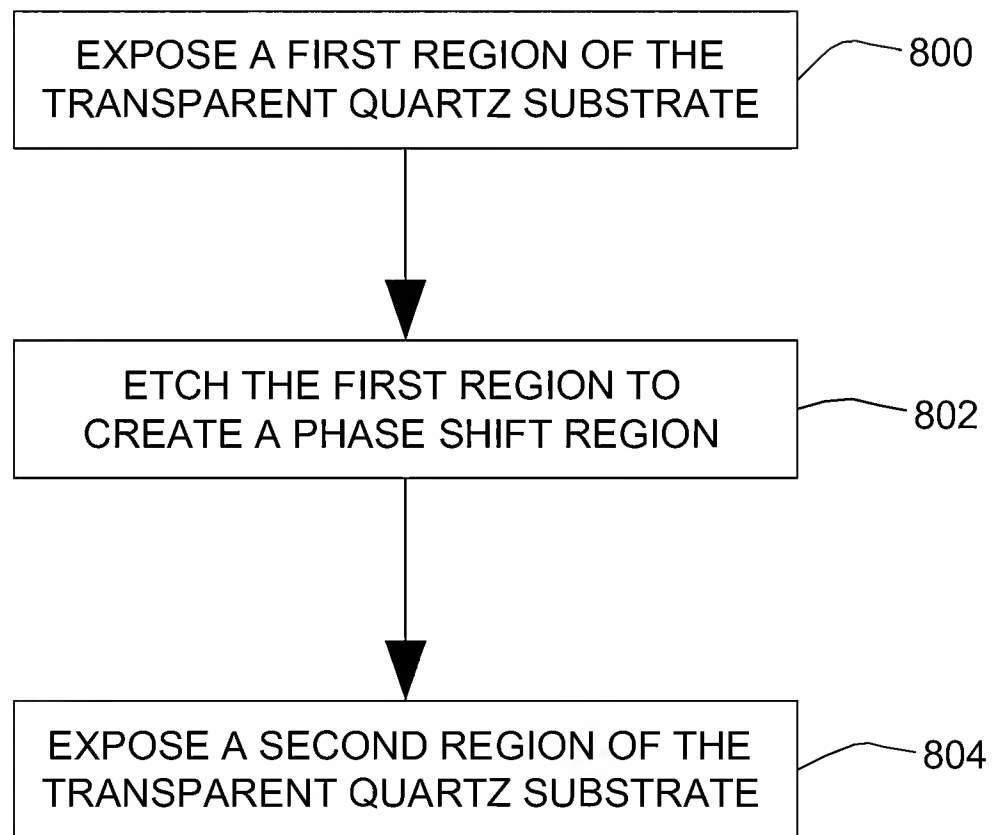 EXPOSE A FIRST REGION OF THE
TRANSPARENT QUARTZ SUBSTRATE
800
ETCH THE FIRST REGION TO
CREATE A PHASE SHIFT REGION
802
EXPOSE A SECOND REGION OF THE
TRANSPARENT QUARTZ SUBSTRATE
804